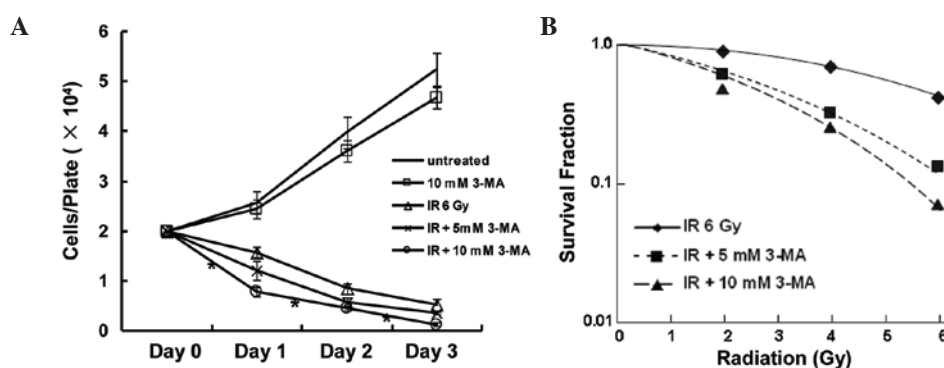 A
Cells/Plate ( × 10⁴)
6
5
4
3
2
1
0
Day 0 Day 1 Day 2 Day 3
untreated
10 mM 3-MA
IR 6 Gy
IR + 5mM 3-MA
IR + 10 mM 3-MA
*
*
*
B
Survival Fraction
1.0
0.1
0.01
0 1 2 3 4 5 6
Radiation (Gy)
IR 6 Gy
IR + 5 mM 3-MA
IR + 10 mM 3-MA